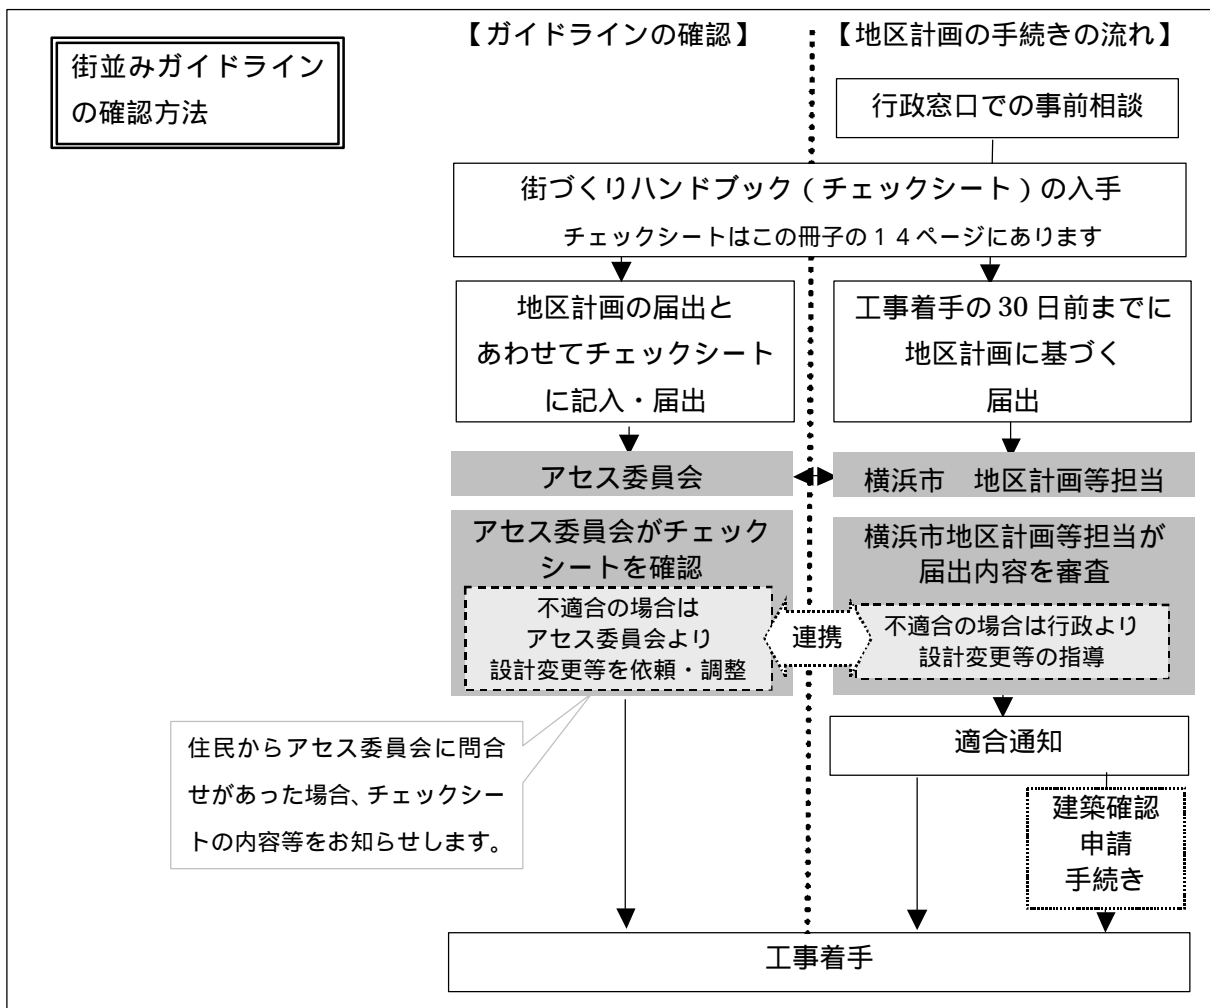 街並みガイドライン
の確認方法
【ガイドラインの確認】
【地区計画の手続きの流れ】
行政窓口での事前相談
街づくりハンドブック（チェックシート）の入手
チェックシートはこの冊子の１４ページにあります
地区計画の届出と
あわせてチェックシート
に記入・届出
工事着手の30日前までに
地区計画に基づく
届出
アセス委員会
横浜市　地区計画等担当
アセス委員会がチェック
シートを確認
不適合の場合は
アセス委員会より
設計変更等を依頼・調整
連携
横浜市地区計画等担当が
届出内容を審査
不適合の場合は行政より
設計変更等の指導
住民からアセス委員会に問合
せがあった場合、チェックシー
トの内容等をお知らせします。
適合通知
建築確認
申請
手続き
工事着手